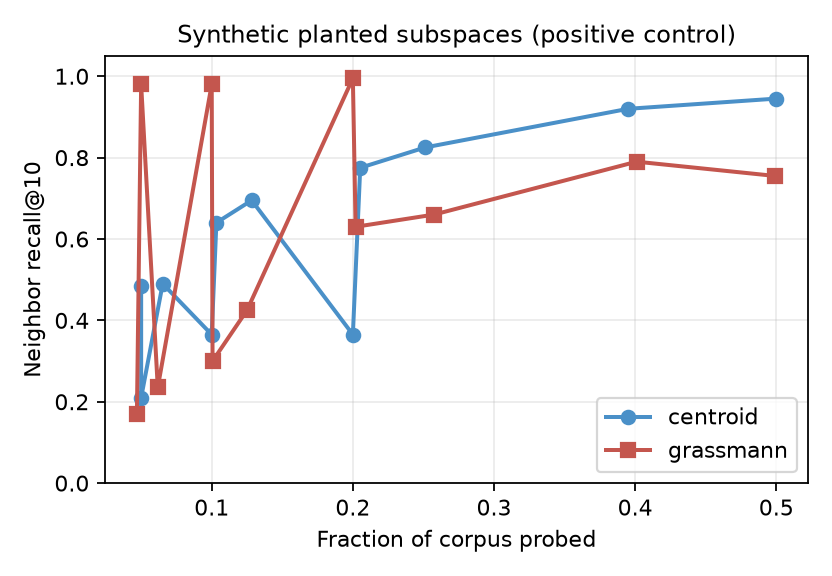 Synthetic planted subspaces (positive control)
Neighbor recall@10
1.0
0.8
0.6
0.4
0.2
0.0
centroid
grassmann
0.1
0.2
0.3
0.4
0.5
Fraction of corpus probed